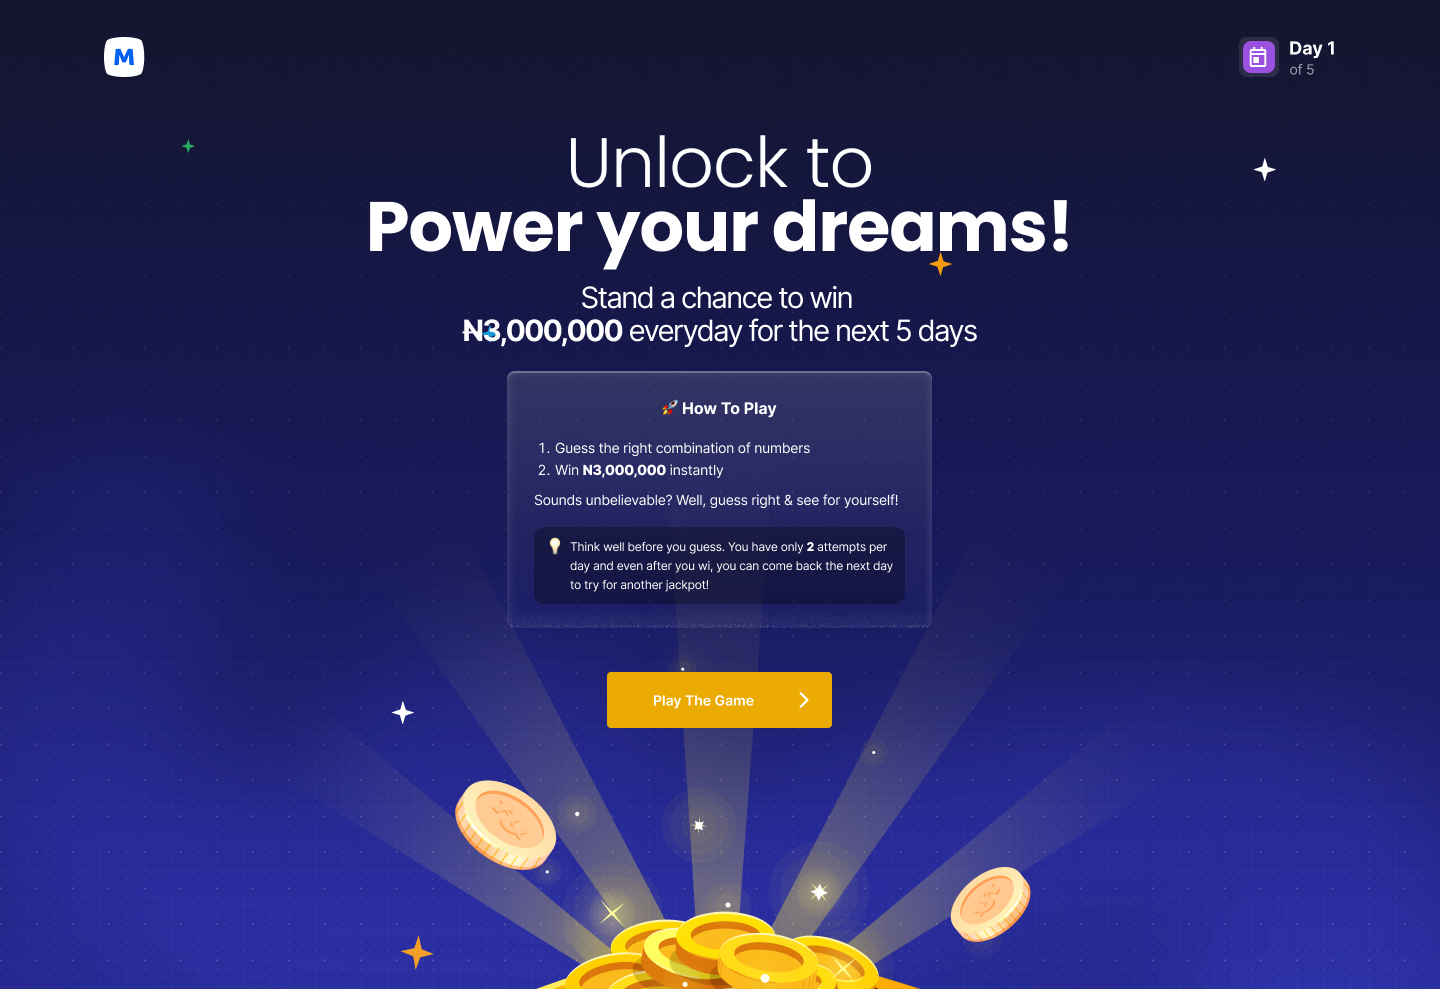 M
Day 1
of 5
Unlock to
Power your dreams!
Stand a chance to win
₦3,000,000 everyday for the next 5 days
🚀 How To Play
1. Guess the right combination of numbers
2. Win ₦3,000,000 instantly
Sounds unbelievable? Well, guess right & see for yourself!
💡 Think well before you guess. You have only 2 attempts per
day and even after you wi, you can come back the next day
to try for another jackpot!
Play The Game